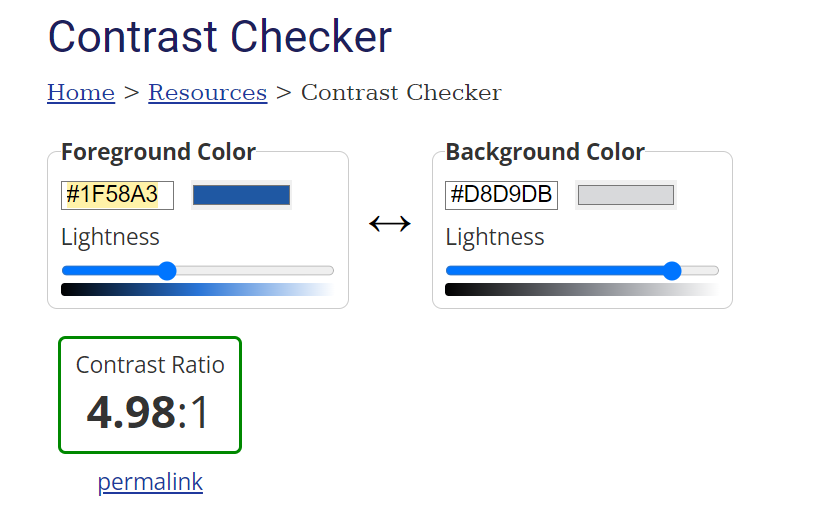 Contrast Checker
Home > Resources > Contrast Checker
Foreground Color
#1F58A3
Lightness
Background Color
#D8D9DB
Lightness
Contrast Ratio
4.98:1
permalink